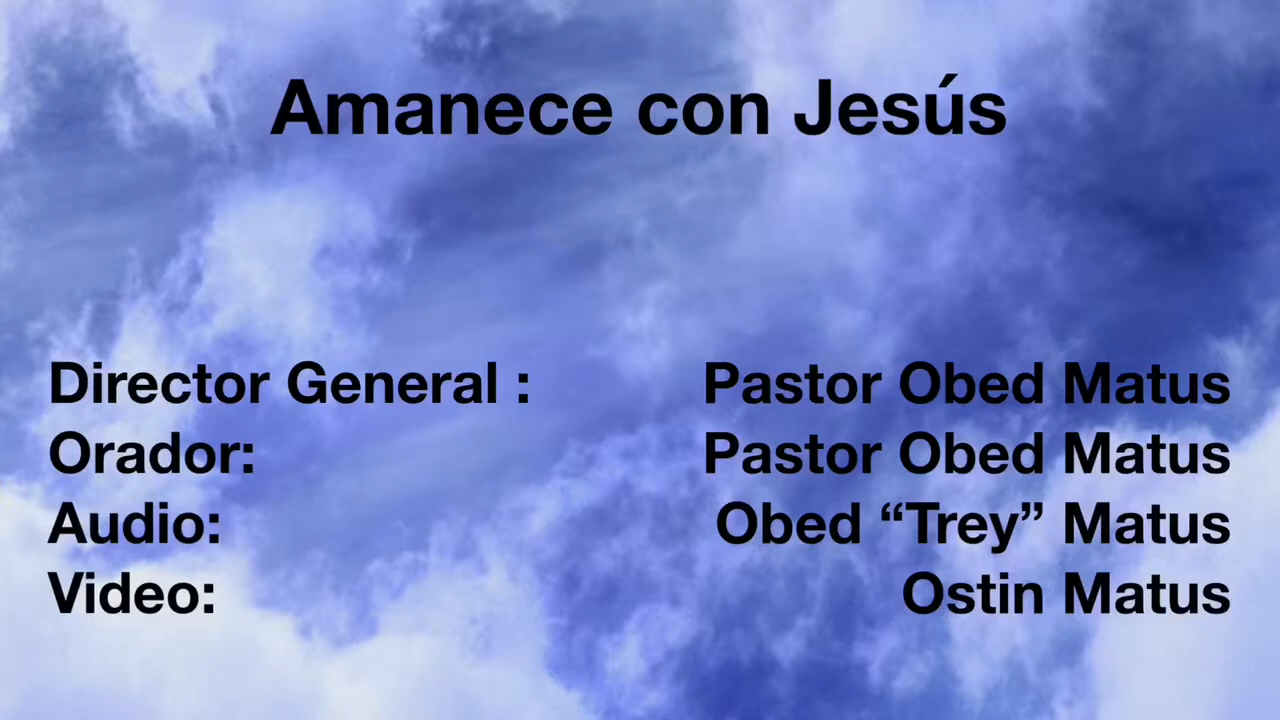 Amanece con Jesús
Director General : Pastor Obed Matus
Orador: Pastor Obed Matus
Audio: Obed “Trey” Matus
Video: Ostin Matus